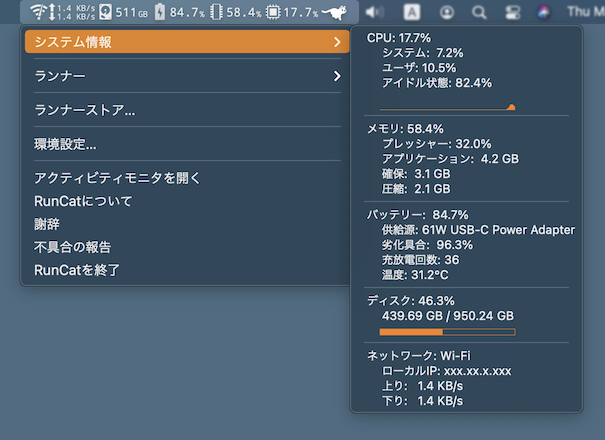 1.4 KB/s
1.4 KB/s
511GB
84.7%
58.4%
17.7%
A
Thu M
システム情報
ランナー
ランナーストア...
環境設定...
アクティビティモニタを開く
RunCatについて
謝辞
不具合の報告
RunCatを終了
CPU: 17.7%
システム: 7.2%
ユーザ: 10.5%
アイドル状態: 82.4%
メモリ: 58.4%
プレッシャー: 32.0%
アプリケーション: 4.2 GB
確保: 3.1 GB
圧縮: 2.1 GB
バッテリー: 84.7%
供給源: 61W USB-C Power Adapter
劣化具合: 96.3%
充放電回数: 36
温度: 31.2°C
ディスク: 46.3%
439.69 GB / 950.24 GB
ネットワーク: Wi-Fi
ローカルIP: xxx.xx.x.xxx
上り: 1.4 KB/s
下り: 1.4 KB/s